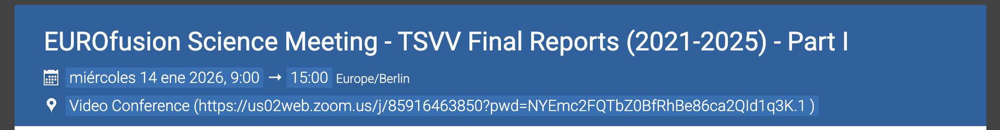 EUROfusion Science Meeting - TSVV Final Reports (2021-2025) - Part I
miércoles 14 ene 2026, 9:00 → 15:00 Europe/Berlin
Video Conference (https://us02web.zoom.us/j/85916463850?pwd=NYEmc2FQTbZ0BfRhBe86ca2QId1q3K.1 )